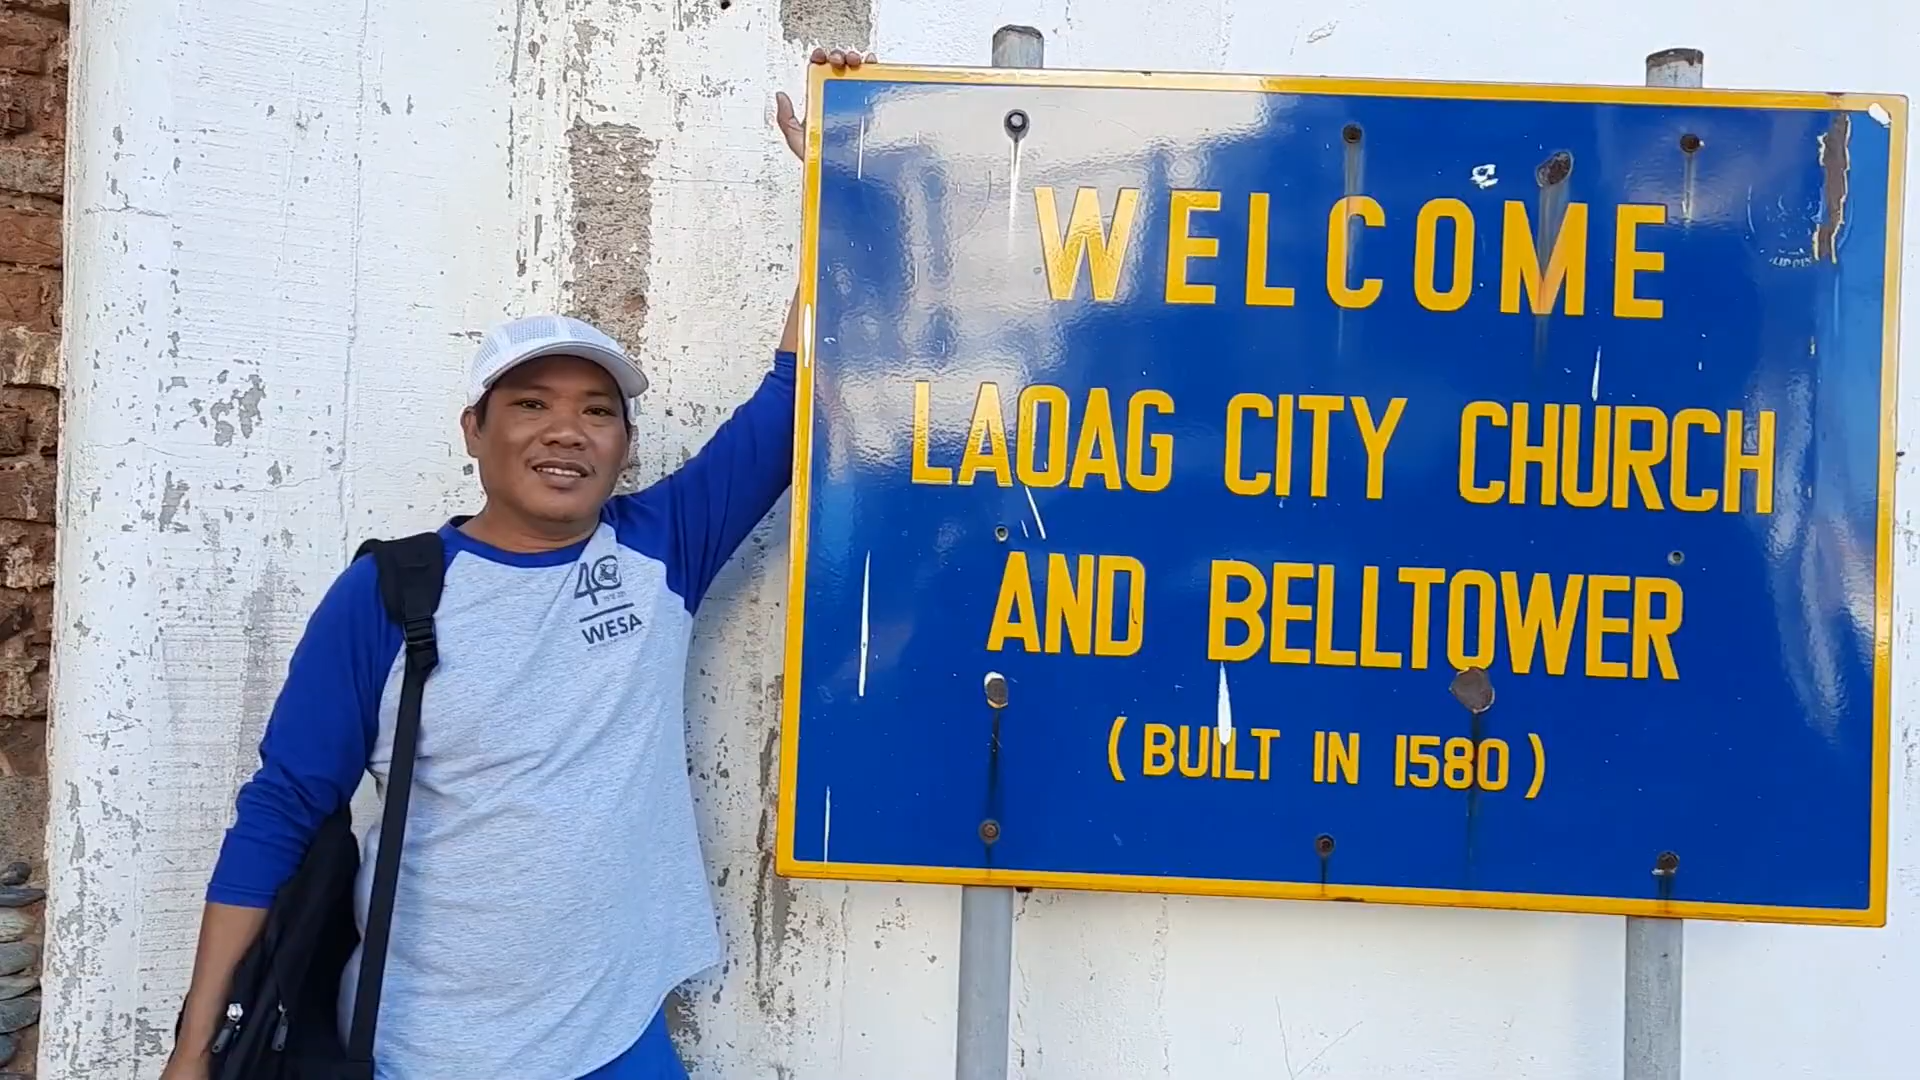 WELCOME
LAOAG CITY CHURCH
AND BELLTOWER
( BUILT IN 1580 )
40
WESA